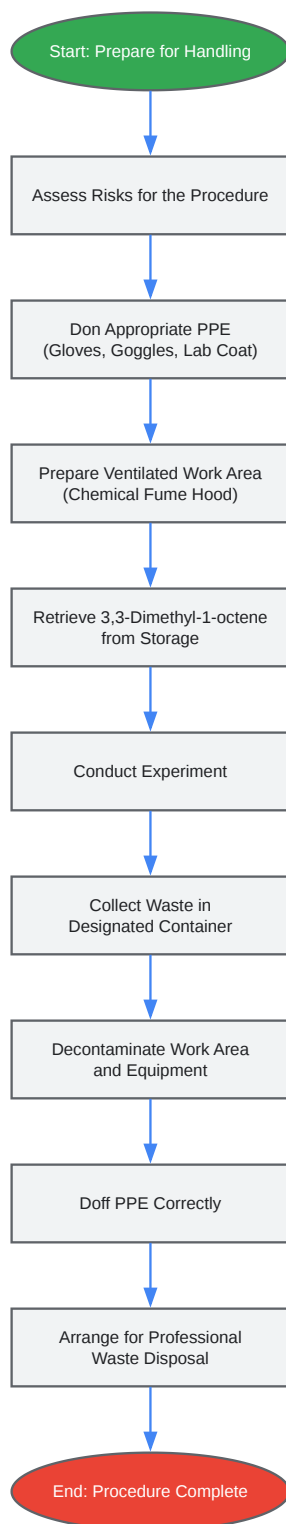 Start: Prepare for Handling
Assess Risks for the Procedure
Don Appropriate PPE
(Gloves, Goggles, Lab Coat)
Prepare Ventilated Work Area
(Chemical Fume Hood)
Retrieve 3,3-Dimethyl-1-octene
from Storage
Conduct Experiment
Collect Waste in
Designated Container
Decontaminate Work Area
and Equipment
Doff PPE Correctly
Arrange for Professional
Waste Disposal
End: Procedure Complete